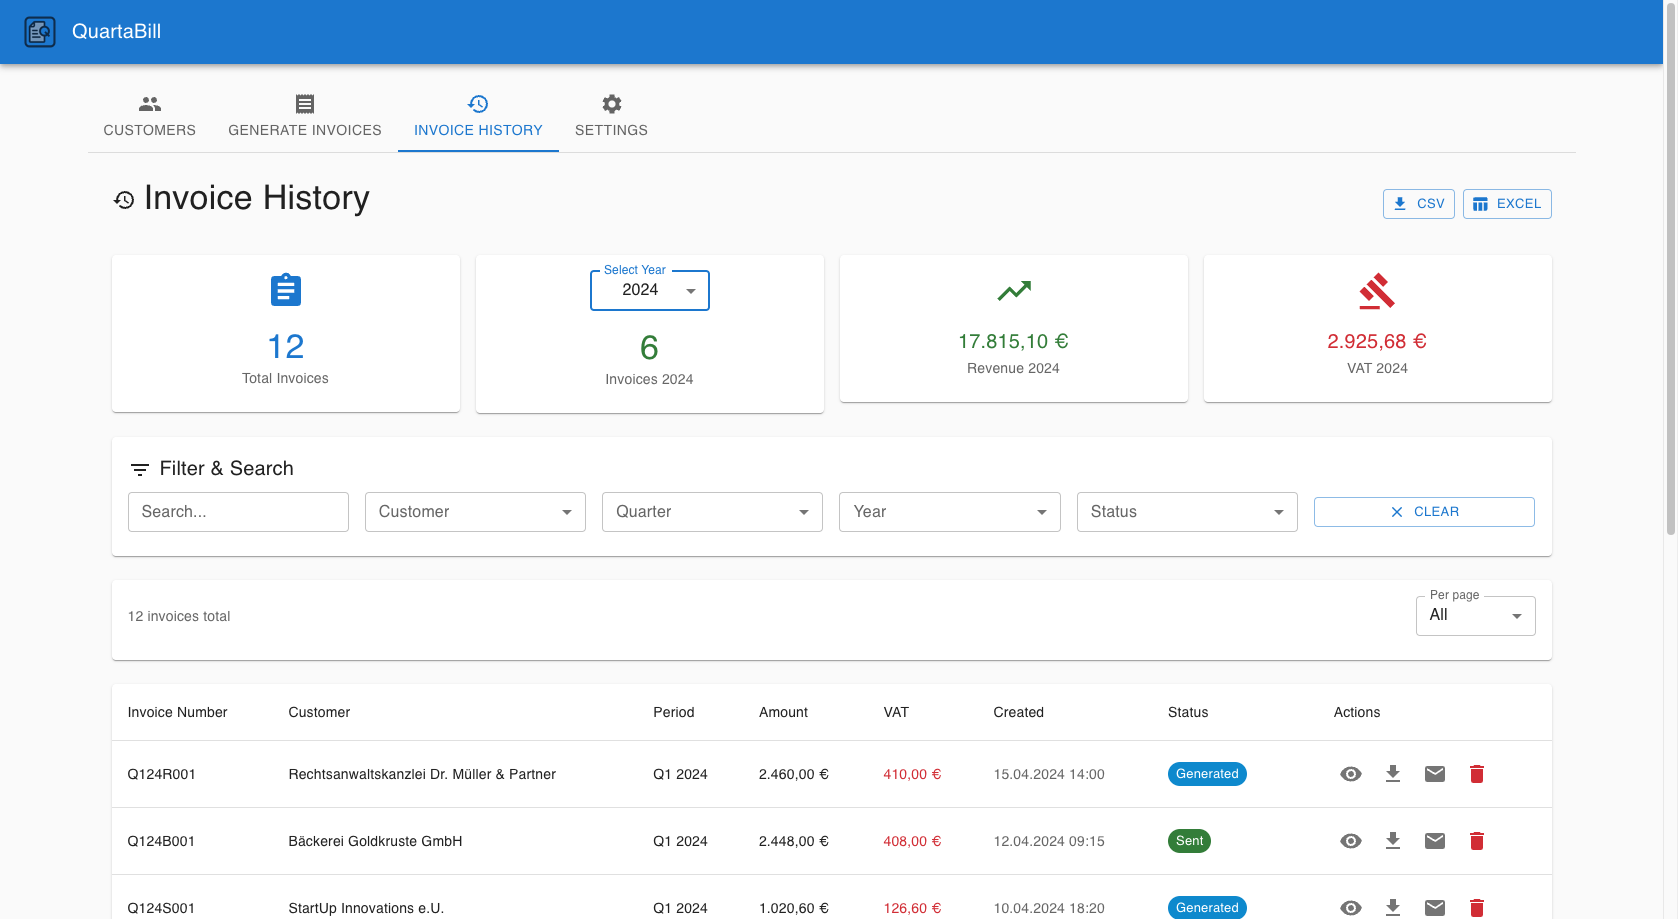 QuartaBill
CUSTOMERS
GENERATE INVOICES
INVOICE HISTORY
SETTINGS
Invoice History
CSV
EXCEL
12
Total Invoices
Select Year
2024
6
Invoices 2024
17.815,10 €
Revenue 2024
2.925,68 €
VAT 2024
Filter & Search
Search...
Customer
Quarter
Year
Status
CLEAR
12 invoices total
Per page
All
Invoice Number Customer Period Amount VAT Created Status Actions
Q124R001 Rechtsanwaltskanzlei Dr. Müller & Partner Q1 2024 2.460,00 € 410,00 € 15.04.2024 14:00 Generated
Q124B001 Bäckerei Goldkruste GmbH Q1 2024 2.448,00 € 408,00 € 12.04.2024 09:15 Sent
Q124S001 StartUp Innovations e.U. Q1 2024 1.020,60 € 126,60 € 10.04.2024 18:20 Generated